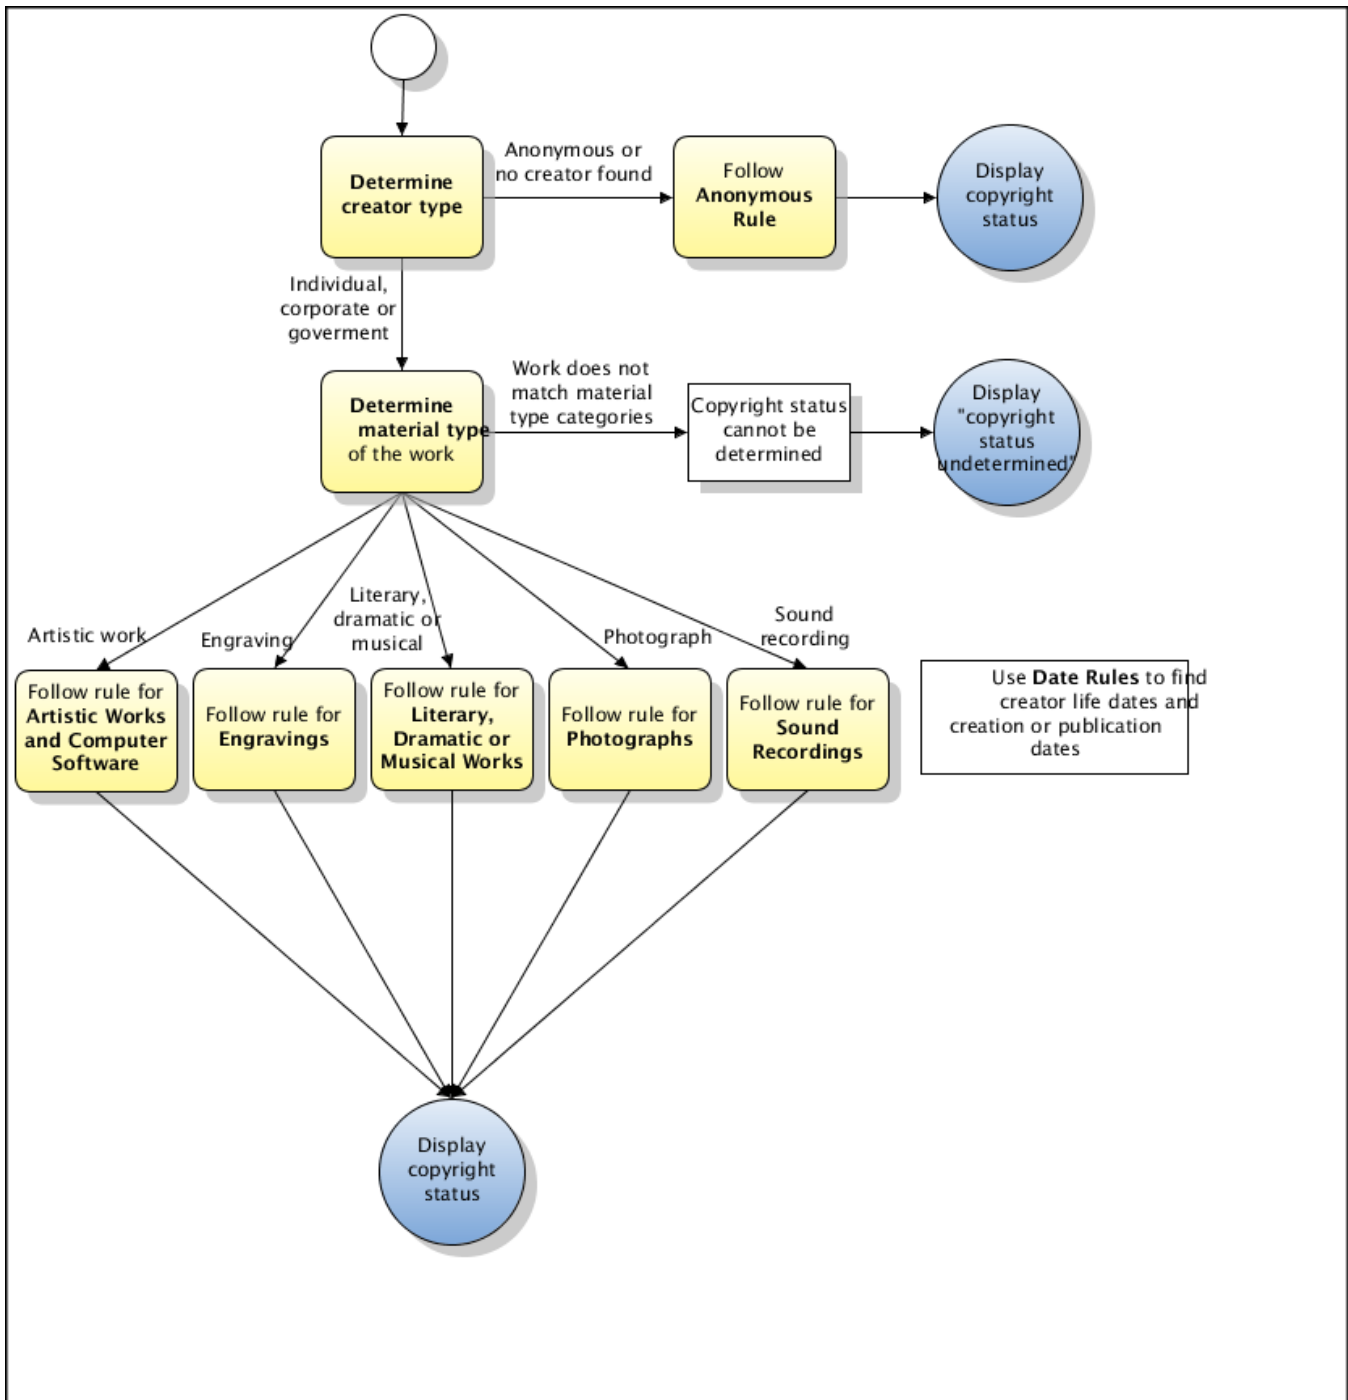 Determine
creator type
Anonymous or
no creator found
Follow
Anonymous
Rule
Display
copyright
status
Individual,
corporate or
goverment
Determine
material type
of the work
Work does not
match material
type categories
Copyright status
cannot be
determined
Display
"copyright
status
undetermined"
Artistic work
Engraving
Literary,
dramatic or
musical
Photograph
Sound
recording
Follow rule for
Artistic Works
and Computer
Software
Follow rule for
Engravings
Follow rule for
Literary,
Dramatic or
Musical Works
Follow rule for
Photographs
Follow rule for
Sound
Recordings
Use Date Rules to find
creator life dates and
creation or publication
dates
Display
copyright
status